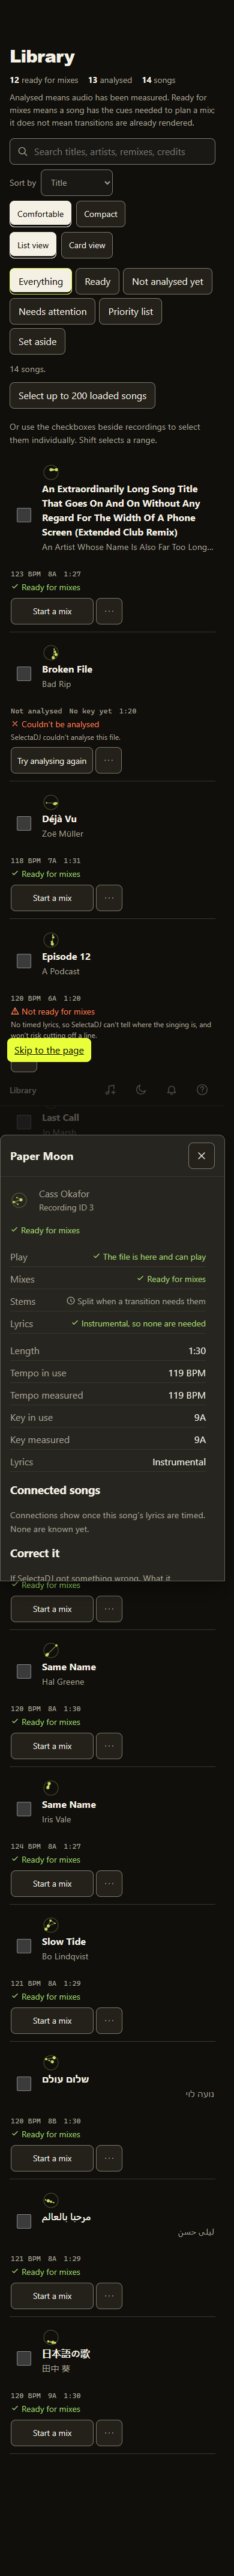 Library
12 ready for mixes 13 analysed 14 songs
Analysed means audio has been measured. Ready for
mixes means a song has the cues needed to plan a mix;
it does not mean transitions are already rendered.
Search titles, artists, remixes, credits
Sort by Title
Comfortable Compact
List view Card view
Everything Ready Not analysed yet
Needs attention Priority list
Set aside
14 songs.
Select up to 200 loaded songs
Or use the checkboxes beside recordings to select
them individually. Shift selects a range.
An Extraordinarily Long Song Title
That Goes On And On Without Any
Regard For The Width Of A Phone
Screen (Extended Club Remix)
An Artist Whose Name Is Also Far Too Long...
123 BPM 8A 1:27
Ready for mixes
Start a mix ...
Broken File
Bad Rip
Not analysed No key yet 1:20
Couldn't be analysed
SelectaDJ couldn't analyse this file.
Try analysing again ...
Déjà Vu
Zoë Müller
118 BPM 7A 1:31
Ready for mixes
Start a mix ...
Episode 12
A Podcast
120 BPM 6A 1:20
Not ready for mixes
No timed lyrics, so SelectaDJ can't tell where the singing is, and
won't risk cutting off a line.
Skip to the page
Library
Last Call
Jo Marsh
Paper Moon
Cass Okafor
Recording ID 3
Ready for mixes
Play The file is here and can play
Mixes Ready for mixes
Stems Split when a transition needs them
Lyrics Instrumental, so none are needed
Length 1:30
Tempo in use 119 BPM
Tempo measured 119 BPM
Key in use 9A
Key measured 9A
Lyrics Instrumental
Connected songs
Connections show once this song's lyrics are timed.
None are known yet.
Correct it
If SelectaDJ got something wrong. What it
Ready for mixes
Start a mix ...
Same Name
Hal Greene
120 BPM 8A 1:30
Ready for mixes
Start a mix ...
Same Name
Iris Vale
124 BPM 8A 1:27
Ready for mixes
Start a mix ...
Slow Tide
Bo Lindqvist
121 BPM 8A 1:29
Ready for mixes
Start a mix ...
שלום עולם
נועה לוי
120 BPM 8B 1:30
Ready for mixes
Start a mix ...
مرحبا بالعالم
ليلى حسن
121 BPM 8A 1:29
Ready for mixes
Start a mix ...
日本語の歌
田中 葵
120 BPM 9A 1:30
Ready for mixes
Start a mix ...